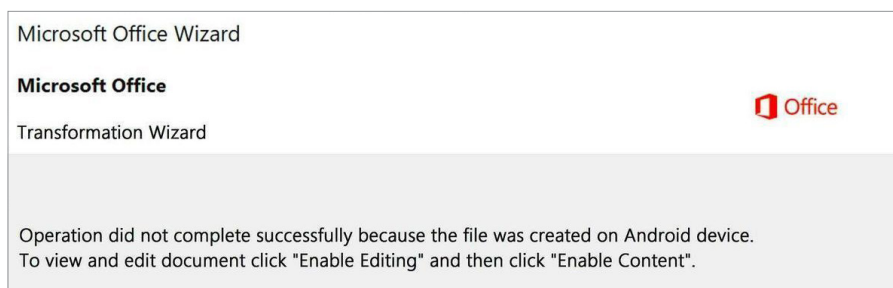 Microsoft Office Wizard
Microsoft Office
Office
Transformation Wizard
Operation did not complete successfully because the file was created on Android device.
To view and edit document click "Enable Editing" and then click "Enable Content".